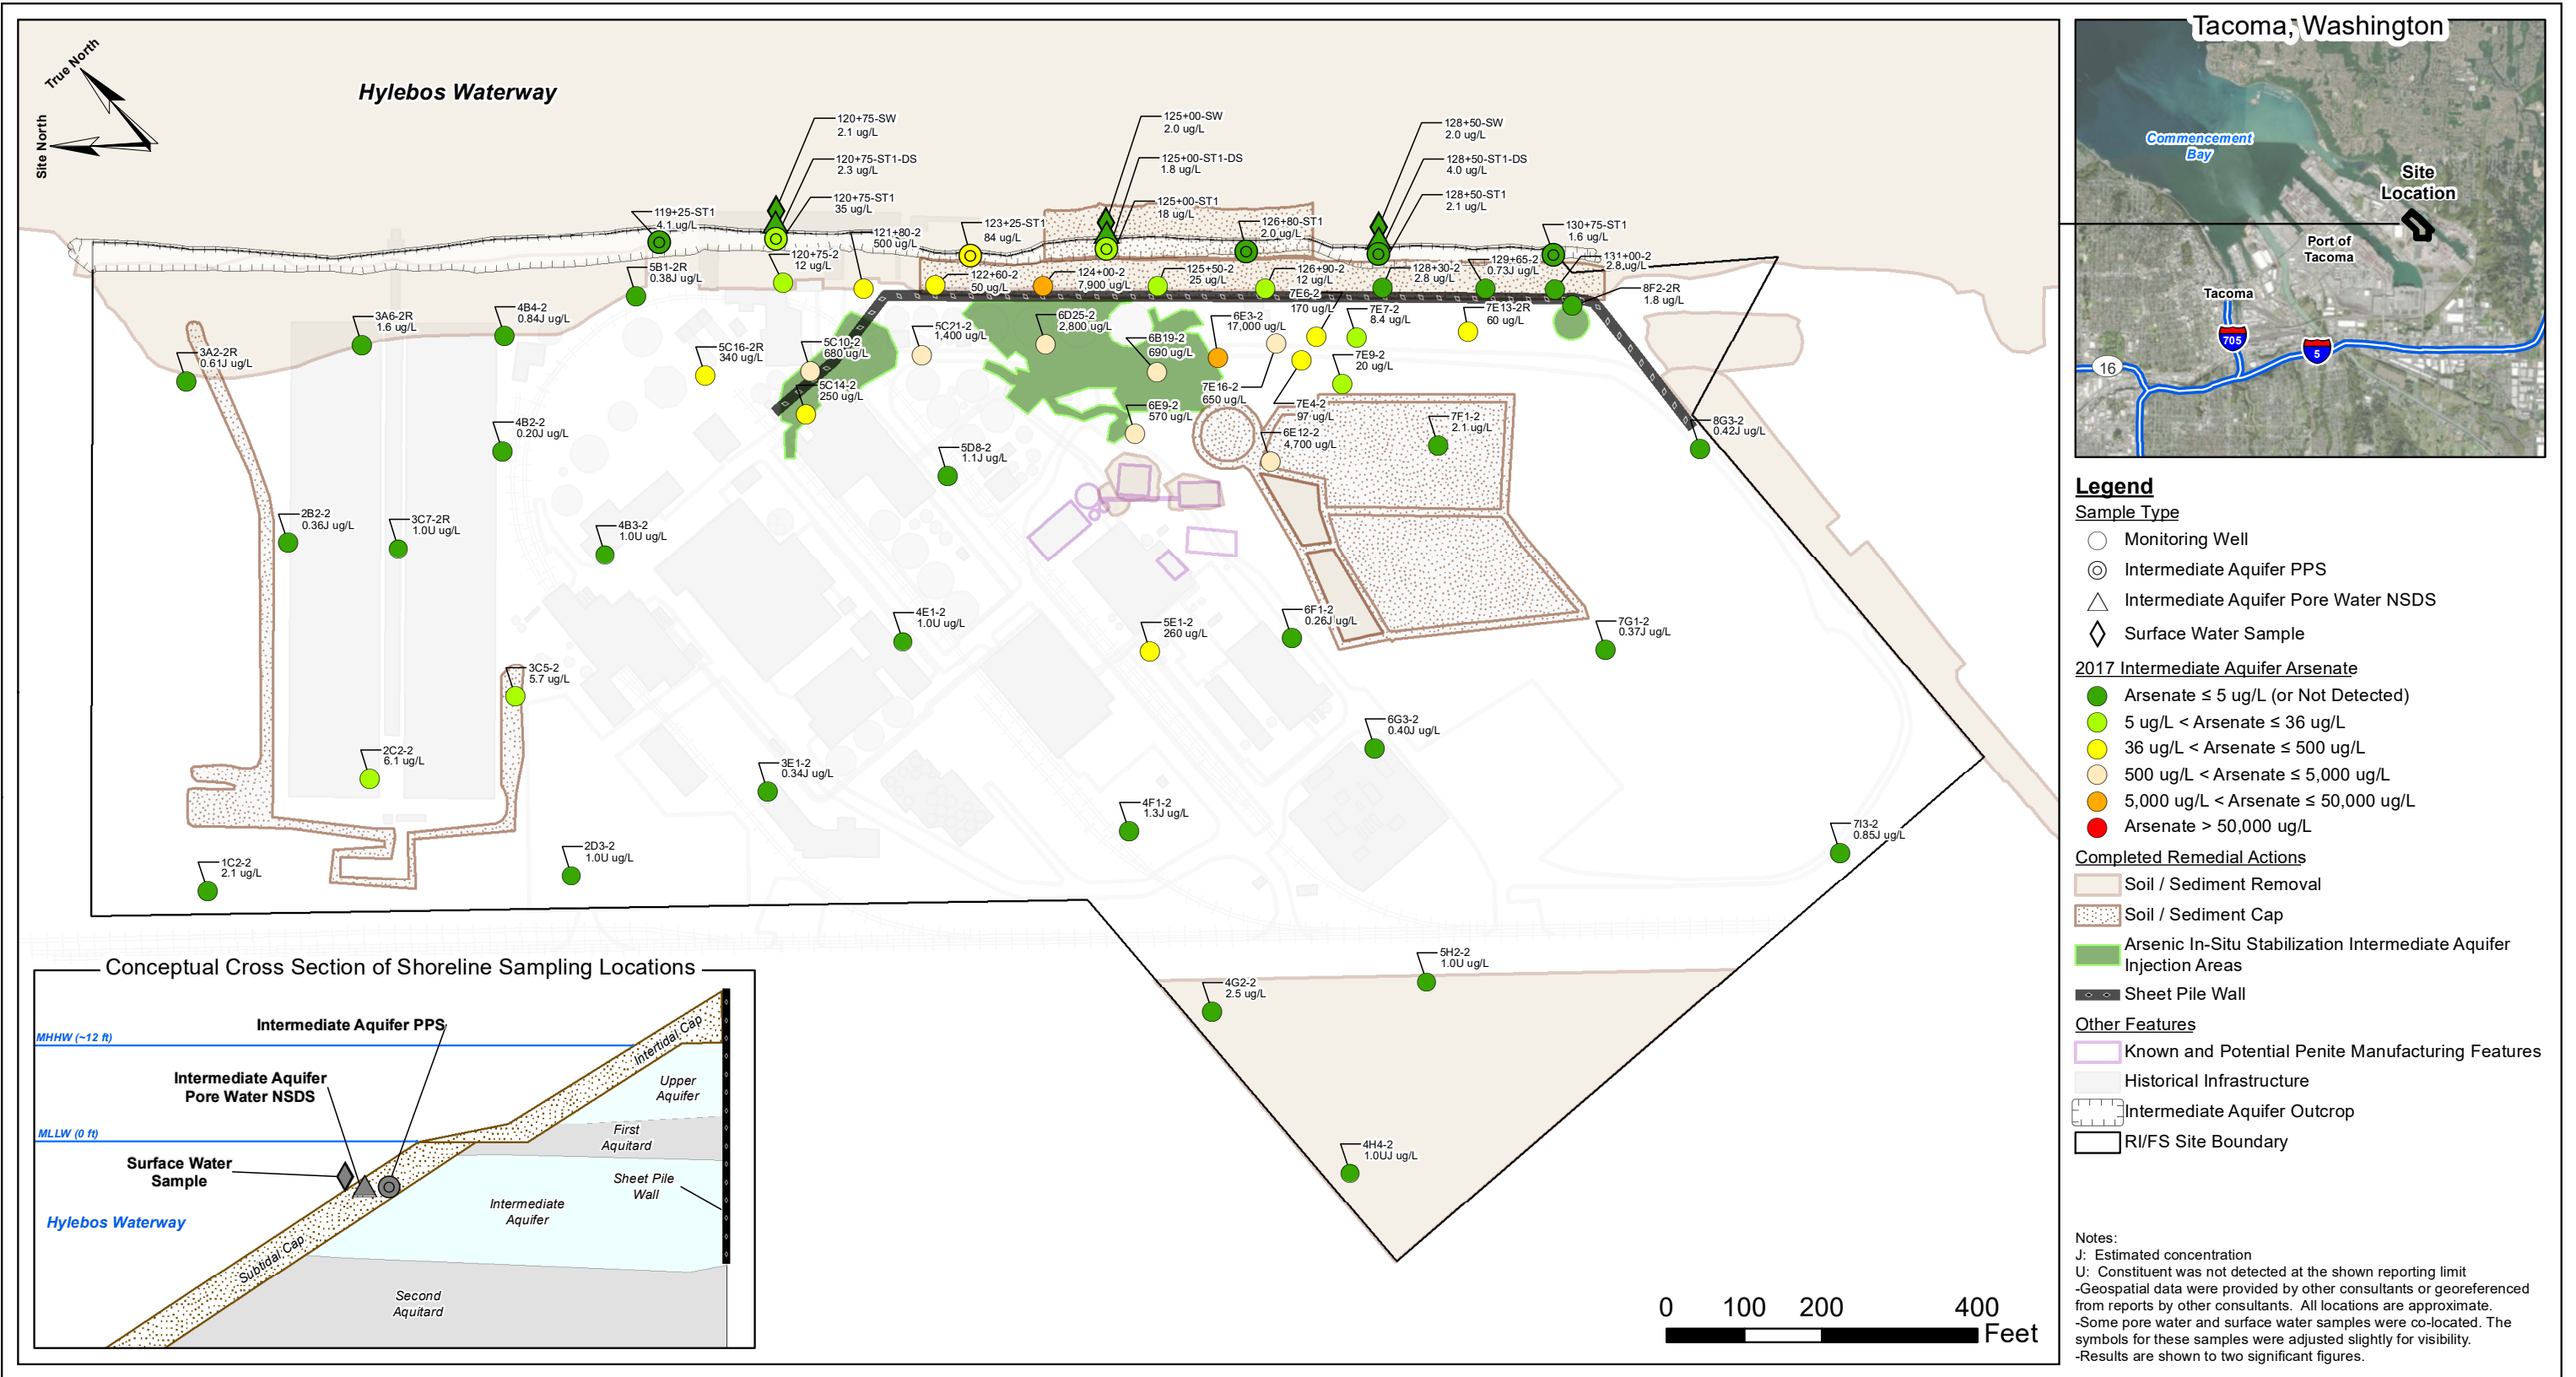 True North
Site North
Hylebos Waterway
120+75-SW
2.1 ug/L
120+75-ST1-DS
2.3 ug/L
120+75-ST1
35 ug/L
125+00-SW
2.0 ug/L
125+00-ST1-DS
1.8 ug/L
125+00-ST1
18 ug/L
128+50-SW
2.0 ug/L
128+50-ST1-DS
4.0 ug/L
128+50-ST1
2.1 ug/L
119+25-ST1
4.1 ug/L
121+80-2
500 ug/L
123+25-ST1
84 ug/L
126+80-ST1
2.0 ug/L
130+75-ST1
1.6 ug/L
120+75-2
12 ug/L
122+60-2
50 ug/L
124+00-2
7,900 ug/L
125+50-2
25 ug/L
126+90-2
12 ug/L
128+30-2
2.8 ug/L
129+65-2
0.73J ug/L
131+00-2
2.8 ug/L
5B1-2R
0.38J ug/L
8F2-2R
1.8 ug/L
3A2-2R
0.61J ug/L
3A6-2R
1.6 ug/L
4B4-2
0.84J ug/L
5C16-2R
340 ug/L
5C10-2
680 ug/L
5C14-2
250 ug/L
5C21-2
1,400 ug/L
6D25-2
2,800 ug/L
6B19-2
690 ug/L
6E3-2
17,000 ug/L
7E6-2
170 ug/L
7E7-2
8.4 ug/L
7E13-2R
60 ug/L
7E9-2
20 ug/L
7E16-2
650 ug/L
7E4-2
97 ug/L
6E9-2
570 ug/L
6E12-2
4,700 ug/L
7F1-2
2.1 ug/L
8G3-2
0.42J ug/L
4B2-2
0.20J ug/L
5D8-2
1.1J ug/L
2B2-2
0.36J ug/L
3C7-2R
1.0U ug/L
4B3-2
1.0U ug/L
4E1-2
1.0U ug/L
5E1-2
260 ug/L
6F1-2
0.26J ug/L
7G1-2
0.37J ug/L
3C5-2
5.7 ug/L
6G3-2
0.40J ug/L
2C2-2
6.1 ug/L
3E1-2
0.34J ug/L
4F1-2
1.3J ug/L
7I3-2
0.85J ug/L
1C2-2
2.1 ug/L
2D3-2
1.0U ug/L
5H2-2
1.0U ug/L
4G2-2
2.5 ug/L
4H4-2
1.0UJ ug/L
Conceptual Cross Section of Shoreline Sampling Locations
Intermediate Aquifer PPS
MHHW (~12 ft)
Intermediate Aquifer
Pore Water NSDS
MLLW (0 ft)
Surface Water
Sample
Hylebos Waterway
Intertidal Cap
Upper
Aquifer
First
Aquitard
Sheet Pile
Wall
Intermediate
Aquifer
Subtidal Cap
Second
Aquitard
0 100 200 400
Feet
Tacoma, Washington
Commencement
Bay
Site
Location
Port of
Tacoma
Tacoma
705
5
16
Legend
Sample Type
Monitoring Well
Intermediate Aquifer PPS
Intermediate Aquifer Pore Water NSDS
Surface Water Sample
2017 Intermediate Aquifer Arsenate
Arsenate ≤ 5 ug/L (or Not Detected)
5 ug/L < Arsenate ≤ 36 ug/L
36 ug/L < Arsenate ≤ 500 ug/L
500 ug/L < Arsenate ≤ 5,000 ug/L
5,000 ug/L < Arsenate ≤ 50,000 ug/L
Arsenate > 50,000 ug/L
Completed Remedial Actions
Soil / Sediment Removal
Soil / Sediment Cap
Arsenic In-Situ Stabilization Intermediate Aquifer
Injection Areas
Sheet Pile Wall
Other Features
Known and Potential Penite Manufacturing Features
Historical Infrastructure
Intermediate Aquifer Outcrop
RI/FS Site Boundary
Notes:
J: Estimated concentration
U: Constituent was not detected at the shown reporting limit
-Geospatial data were provided by other consultants or georeferenced
from reports by other consultants. All locations are approximate.
-Some pore water and surface water samples were co-located. The
symbols for these samples were adjusted slightly for visibility.
-Results are shown to two significant figures.